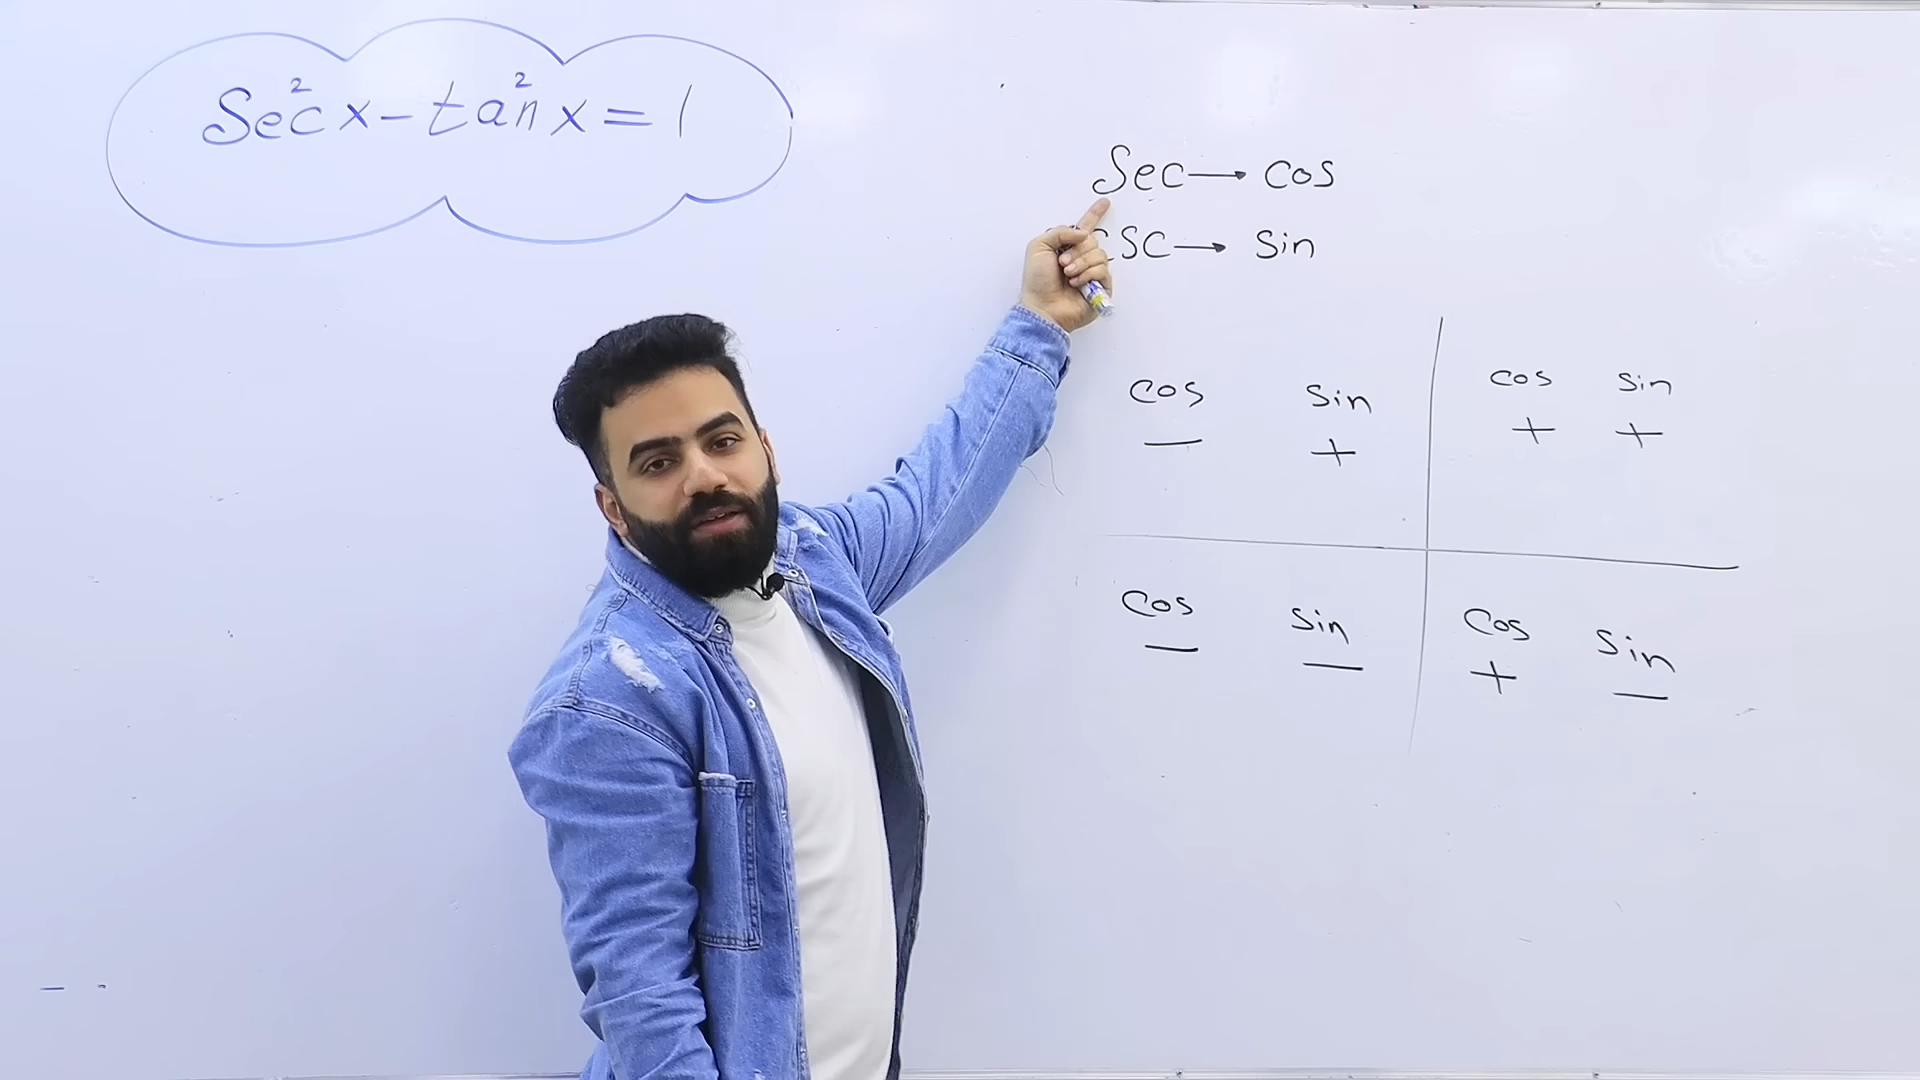 Sec²x - tan²x = 1
Sec → cos
csc → sin
cos sin
— +
cos sin
+ +
cos sin
— —
cos sin
+ —